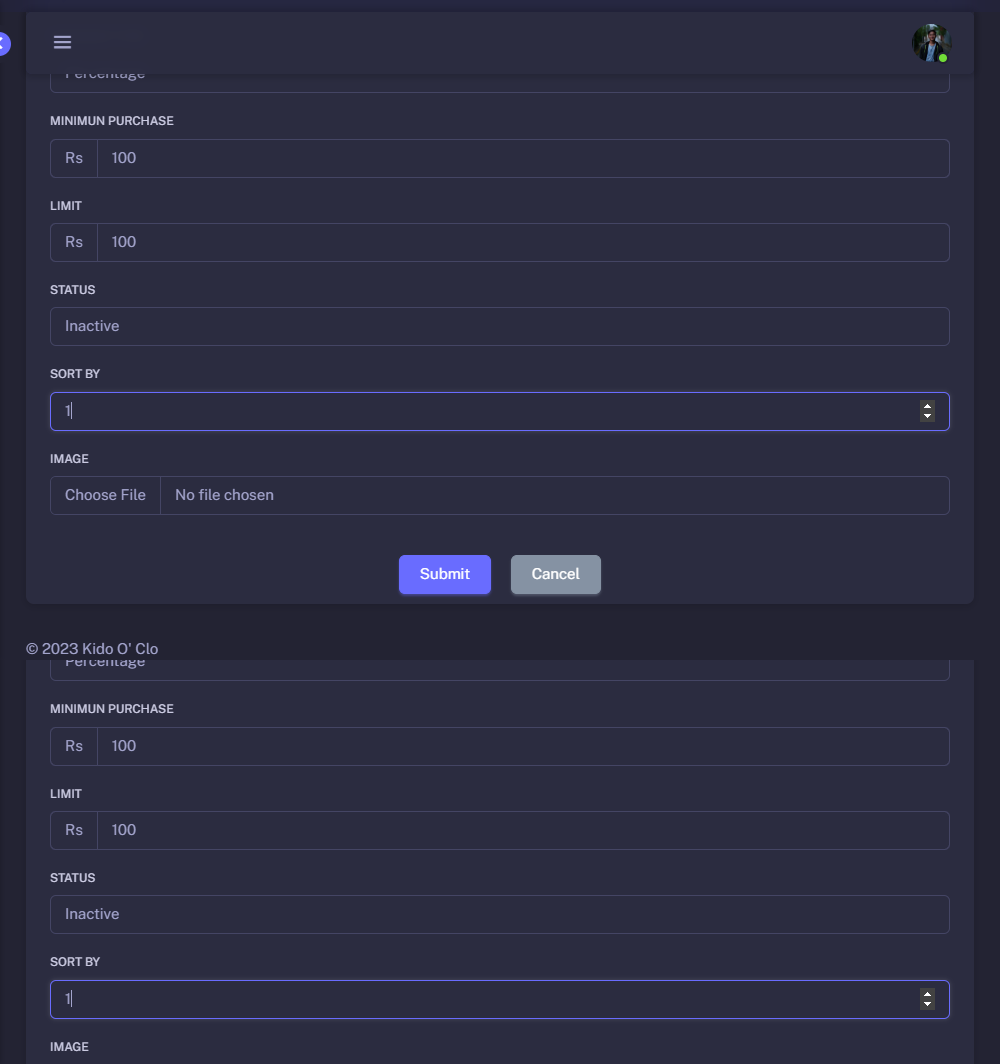 Percentage
MINIMUN PURCHASE
Rs 100
LIMIT
Rs 100
STATUS
Inactive
SORT BY
1
IMAGE
Choose File No file chosen
Submit Cancel
© 2023 Kido O' Clo
Percentage
MINIMUN PURCHASE
Rs 100
LIMIT
Rs 100
STATUS
Inactive
SORT BY
1
IMAGE